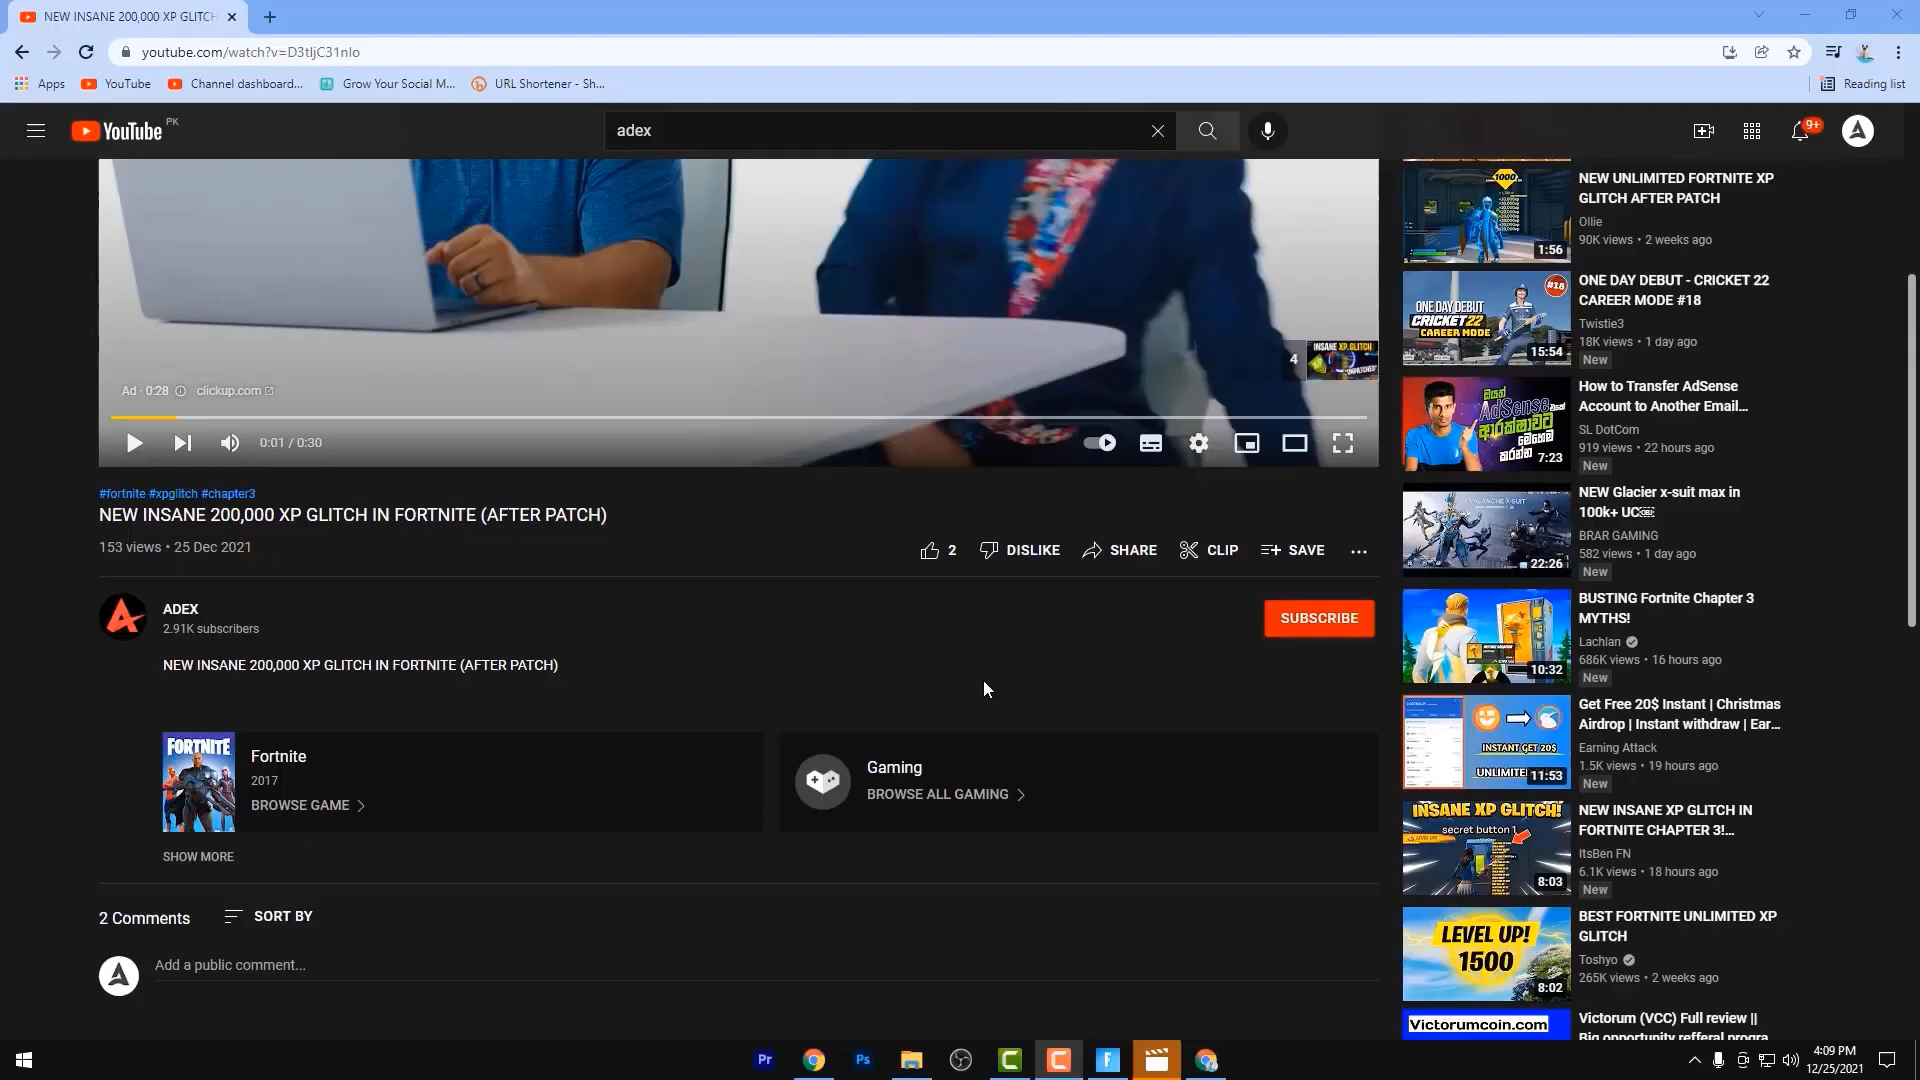 NEW INSANE 200,000 XP GLITCH
youtube.com/watch?v=D3tIjC31nIo
Apps
YouTube
Channel dashboard...
Grow Your Social M...
URL Shortener - Sh...
Reading list
YouTube PK
adex
9+
4
INSANE XP GLITCH
Ad · 0:28
clickup.com
0:01 / 0:30
#fortnite #xpglitch #chapter3
NEW INSANE 200,000 XP GLITCH IN FORTNITE (AFTER PATCH)
153 views • 25 Dec 2021
2
DISLIKE
SHARE
CLIP
SAVE
ADEX
2.91K subscribers
SUBSCRIBE
NEW INSANE 200,000 XP GLITCH IN FORTNITE (AFTER PATCH)
FORTNITE
Fortnite
2017
BROWSE GAME
Gaming
BROWSE ALL GAMING
SHOW MORE
2 Comments
SORT BY
Add a public comment...
1000
1:56
NEW UNLIMITED FORTNITE XP
GLITCH AFTER PATCH
Ollie
90K views • 2 weeks ago
#18
ONE DAY DEBUT
CRICKET 22
CAREER MODE
15:54
ONE DAY DEBUT - CRICKET 22
CAREER MODE #18
Twistie3
18K views • 1 day ago
New
AdSense
7:23
How to Transfer AdSense
Account to Another Email...
SL DotCom
919 views • 22 hours ago
New
22:26
NEW Glacier x-suit max in
100k+ UC
BRAR GAMING
582 views • 1 day ago
New
10:32
BUSTING Fortnite Chapter 3
MYTHS!
Lachlan
686K views • 16 hours ago
New
INSTANT GET 20$
UNLIMITE
11:53
Get Free 20$ Instant | Christmas
Airdrop | Instant withdraw | Ear...
Earning Attack
1.5K views • 19 hours ago
New
INSANE XP GLITCH!
secret button 1
8:03
NEW INSANE XP GLITCH IN
FORTNITE CHAPTER 3!...
ItsBen FN
6.1K views • 18 hours ago
New
LEVEL UP!
1500
8:02
BEST FORTNITE UNLIMITED XP
GLITCH
Toshyo
265K views • 2 weeks ago
Victorumcoin.com
Victorum (VCC) Full review ||
Big opportunity refferal progra
Pr
Ps
4:09 PM
12/25/2021